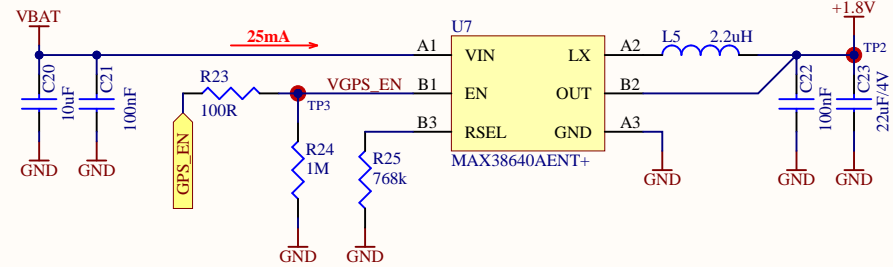 VBAT
25mA
U7
+1.8V
A1
VIN
LX
A2
L5
2.2uH
TP2
C20
10uF
C21
100nF
R23
100R
VGPS_EN
TP3
B1
EN
OUT
B2
C22
100nF
C23
22uF/4V
B3
RSEL
GND
A3
MAX38640AENT+
GPS_EN
R24
1M
R25
768k
GND
GND
GND
GND
GND
GND
GND